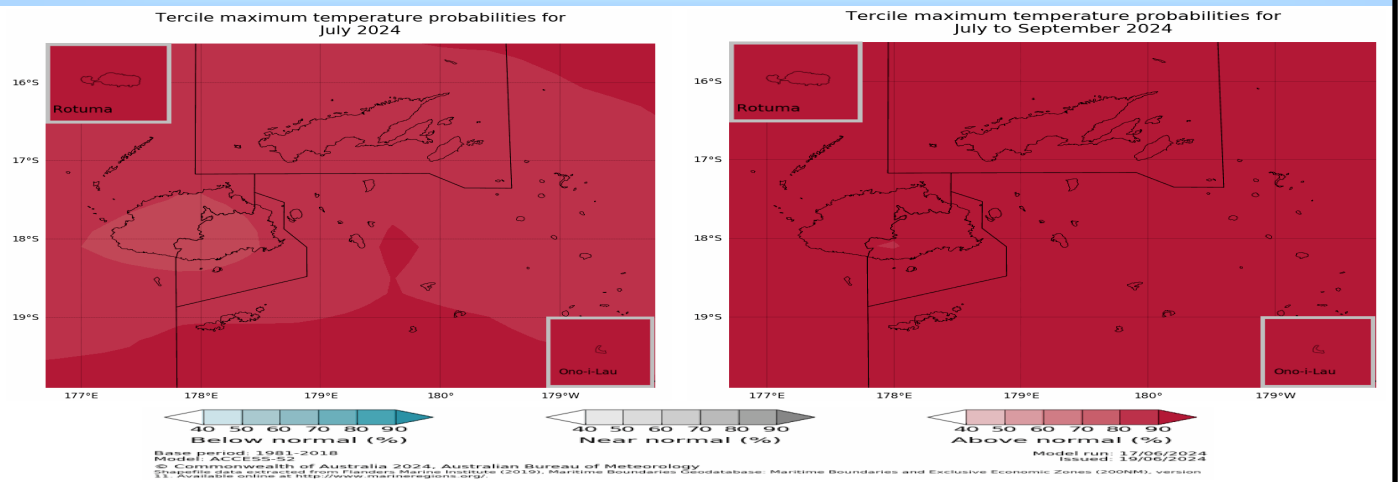 Tercile maximum temperature probabilities for
July 2024
16°S
17°S
18°S
19°S
177°E
178°E
179°E
180°
179°W
Rotuma
Ono-i-Lau
Tercile maximum temperature probabilities for
July to September 2024
16°S
17°S
18°S
19°S
177°E
178°E
179°E
180°
179°W
Rotuma
Ono-i-Lau
40 50 60 70 80 90
Below normal (%)
40 50 60 70 80 90
Near normal (%)
40 50 60 70 80 90
Above normal (%)
Base period: 1981-2018
Model: ACCESS-S2
Model run: 17/06/2024
Issued: 19/06/2024
© Commonwealth of Australia 2024, Australian Bureau of Meteorology
Shapefile data extracted from Flanders Marine Institute (2019), Maritime Boundaries Geodatabase: Maritime Boundaries and Exclusive Economic Zones (200NM), version
11. Available online at http://www.marineregions.org/.